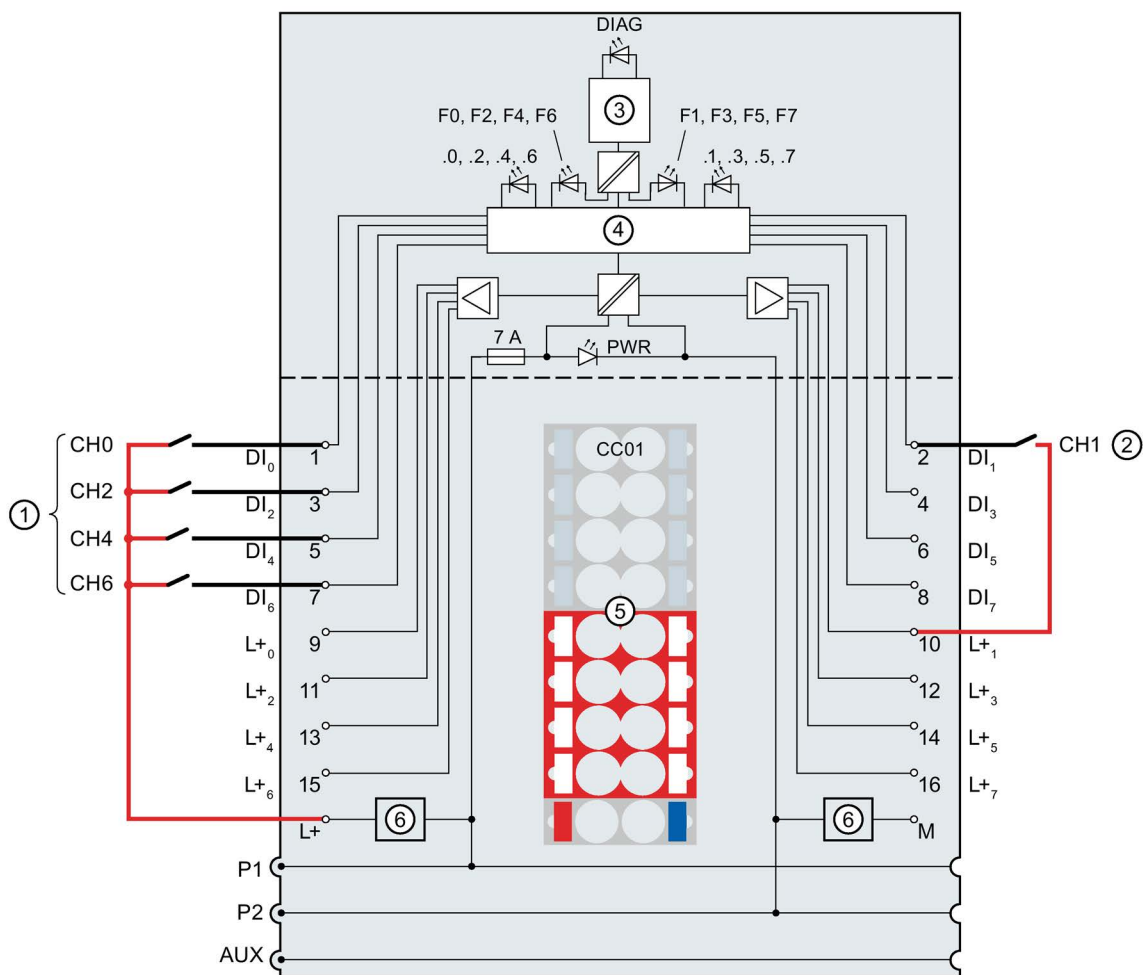 DIAG
③
F0, F2, F4, F6
F1, F3, F5, F7
.0, .2, .4, .6
.1, .3, .5, .7
④
7 A
PWR
CH0
DI₀
1
CC01
2
DI₁
CH1 ②
①
CH2
DI₂
3
4
DI₃
CH4
DI₄
5
6
DI₅
CH6
DI₆
7
8
DI₇
⑤
L+₀
9
10
L+₁
L+₂
11
12
L+₃
L+₄
13
14
L+₅
L+₆
15
16
L+₇
L+
⑥
⑥
M
P1
P2
AUX